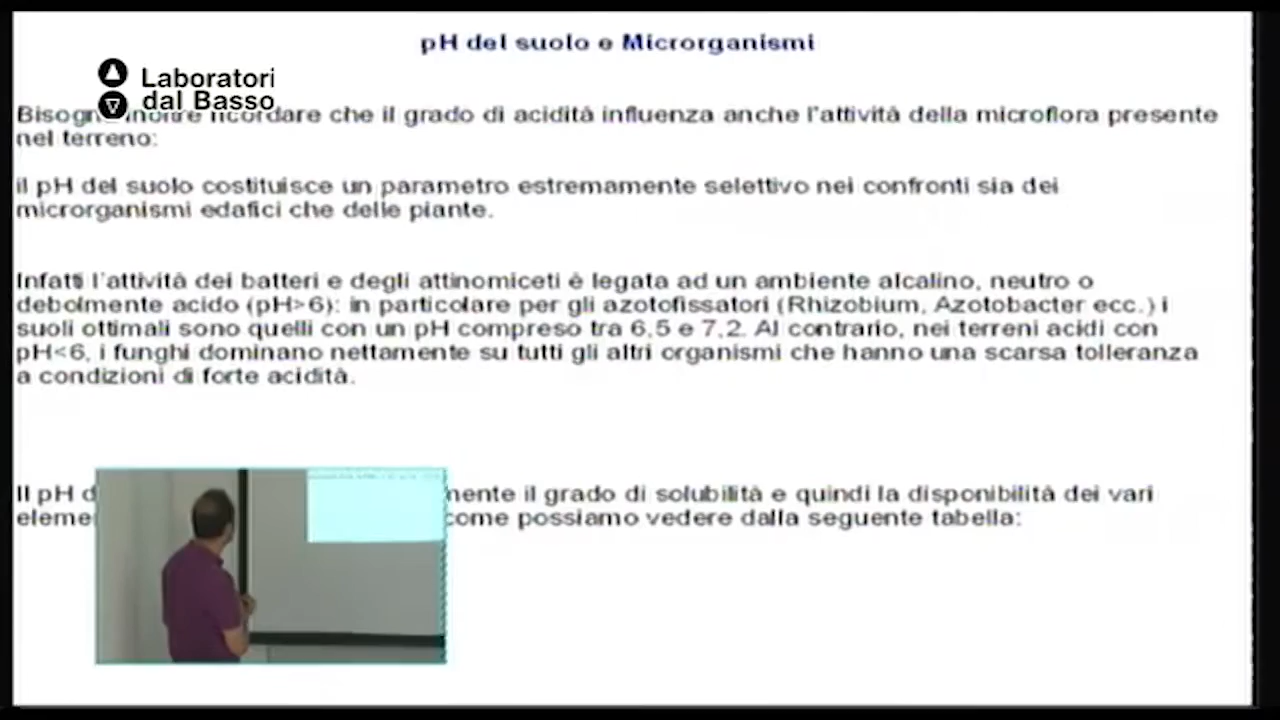 pH del suolo e Microrganismi
Laboratori
dal Basso
ricordare che il grado di acidità influenza anche l'attività della microflora presente
nel terreno:
il pH del suolo costituisce un parametro estremamente selettivo nei confronti sia dei
microrganismi edafici che delle piante.
Infatti l'attività dei batteri e degli attinomiceti è legata ad un ambiente alcalino, neutro o
debolmente acido (pH>6): in particolare per gli azotofissatori (Rhizobium, Azotobacter ecc.) i
suoli ottimali sono quelli con un pH compreso tra 6,5 e 7,2. Al contrario, nei terreni acidi con
pH<6, i funghi dominano nettamente su tutti gli altri organismi che hanno una scarsa tolleranza
a condizioni di forte acidità.
Il pH il grado di solubilità e quindi la disponibilità dei vari
come possiamo vedere dalla seguente tabella: